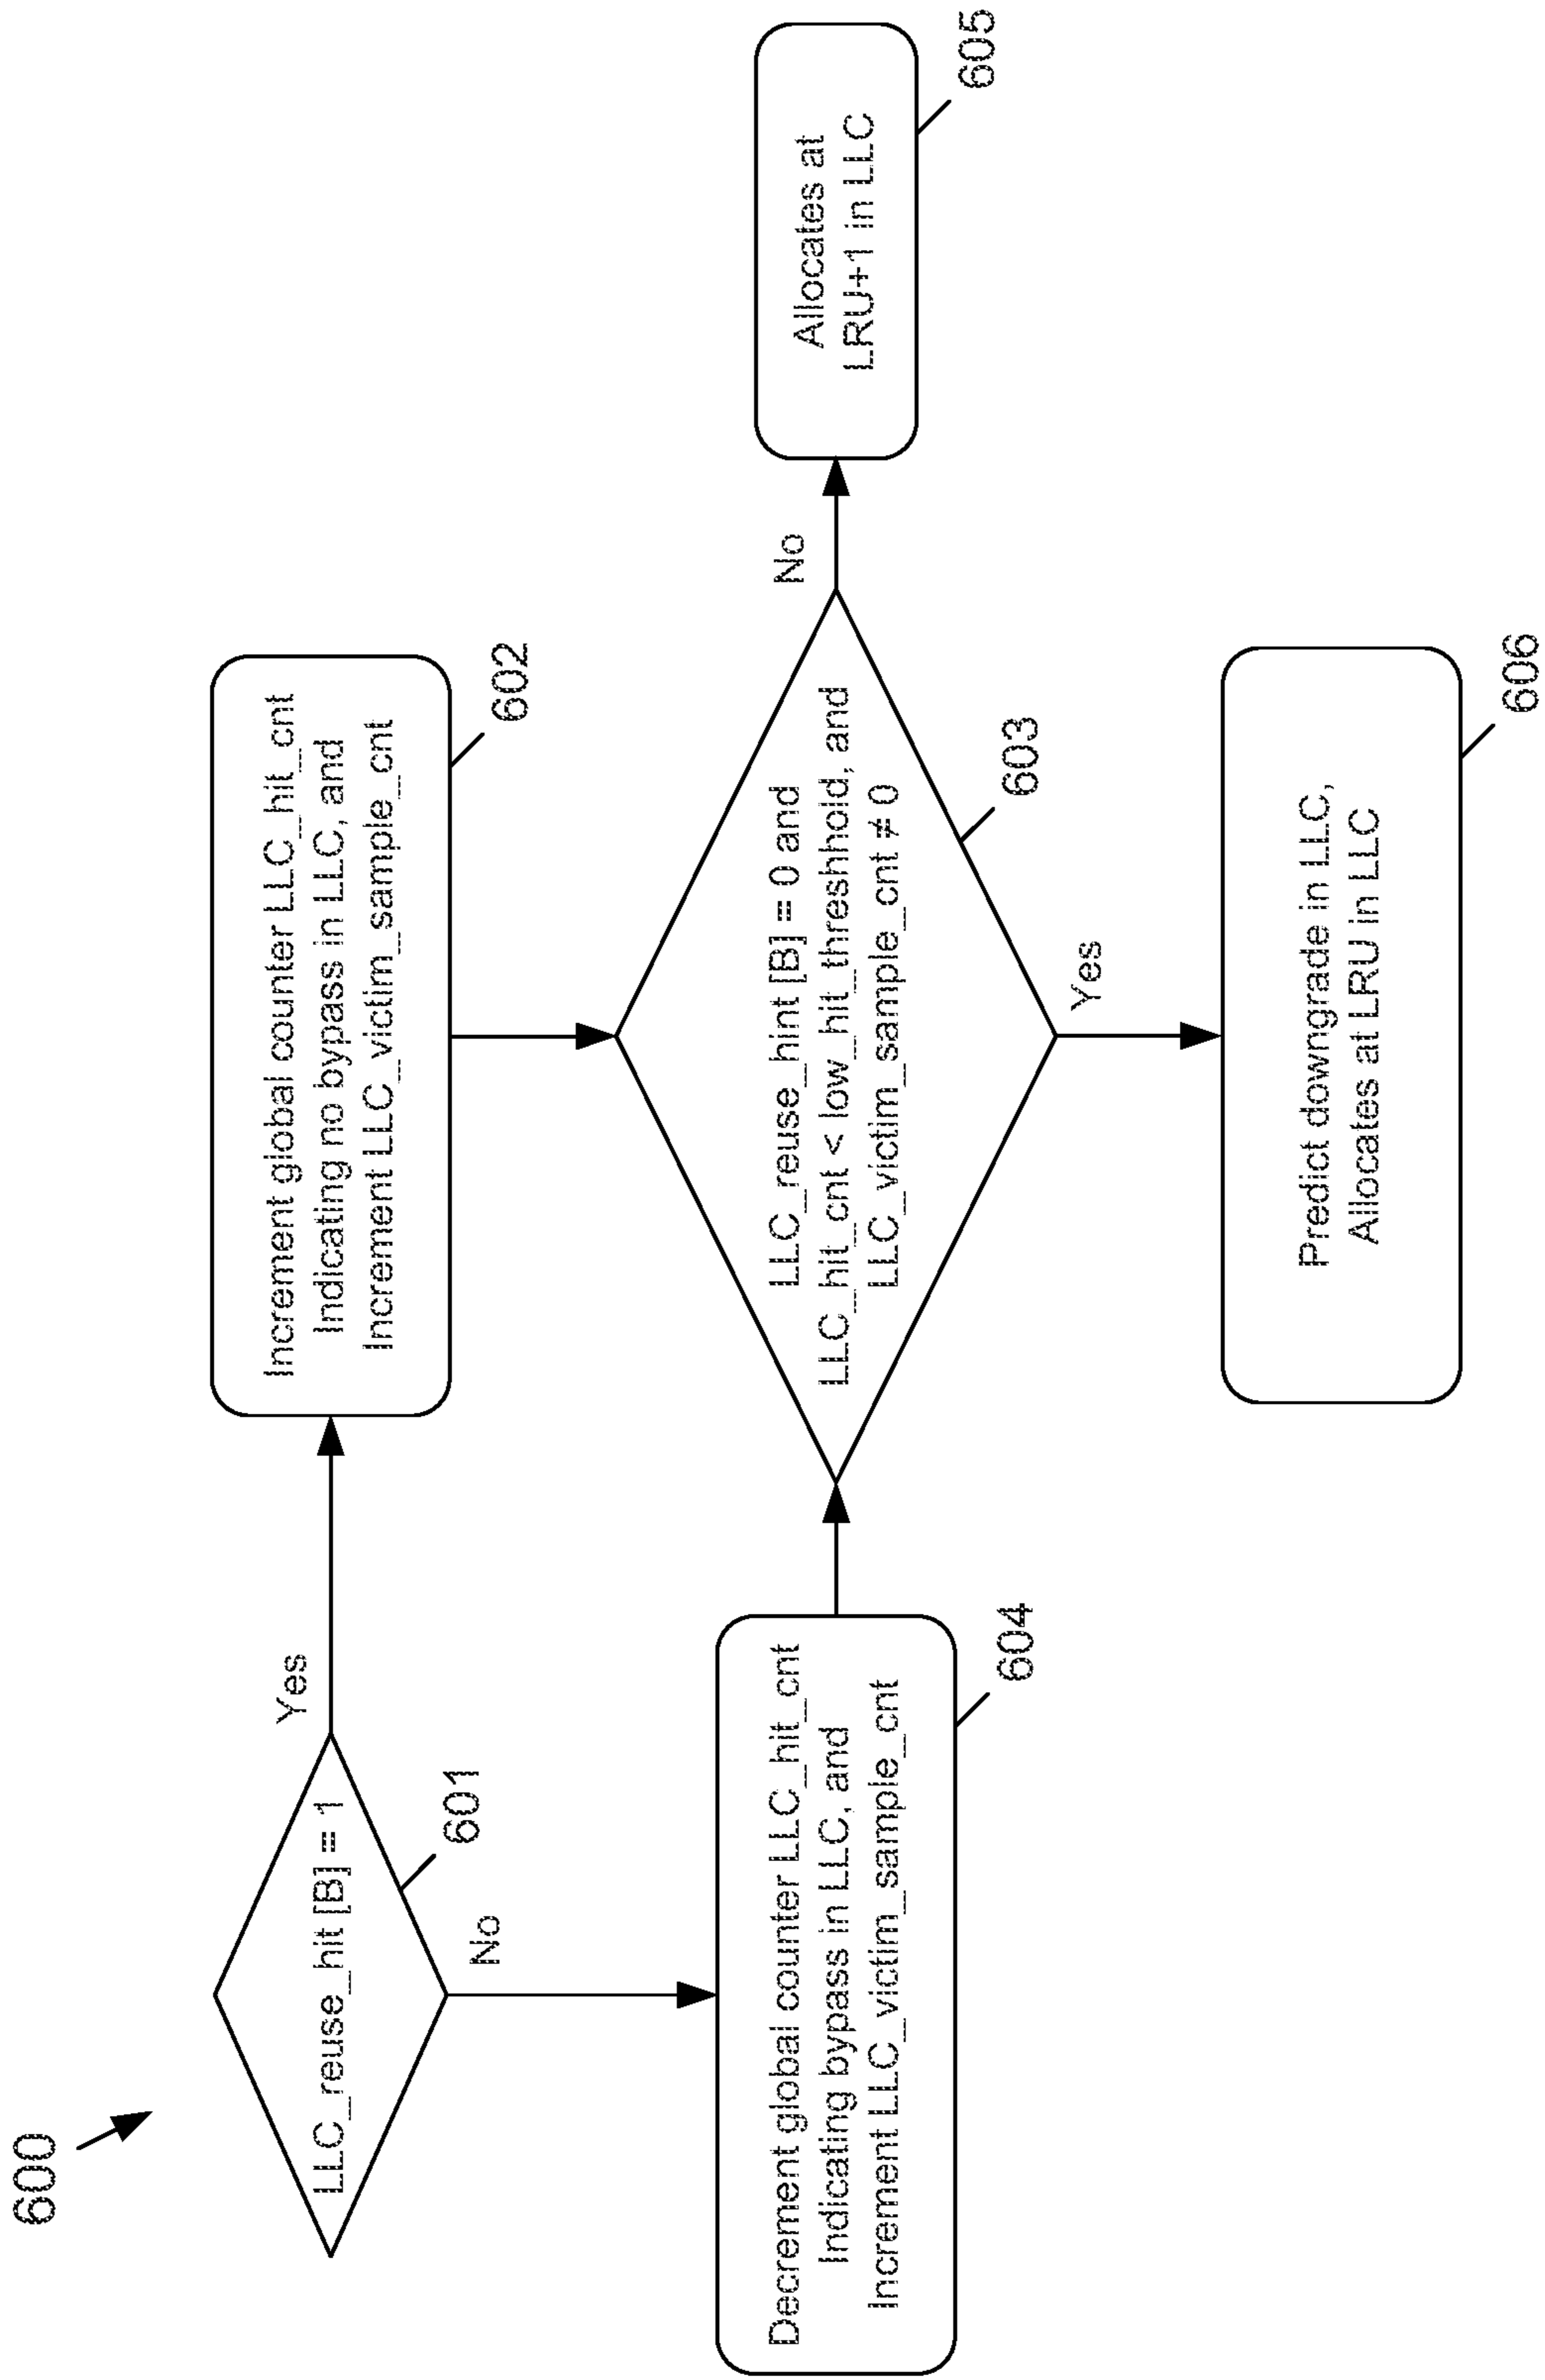 600
LLC_reuse_hit [B] = 1
601
Yes
No
Increment global counter LLC_hit_cnt
Indicating no bypass in LLC, and
Increment LLC_victim_sample_cnt
602
Decrement global counter LLC_hit_cnt
Indicating bypass in LLC, and
Increment LLC_victim_sample_cnt
604
LLC_reuse_hint [B] = 0 and
LLC_hit_cnt < low_hit_threshhold, and
LLC_victim_sample_cnt ≠ 0
603
No
Allocates at
LRU+1 in LLC
605
Yes
Predict downgrade in LLC,
Allocates at LRU in LLC
606